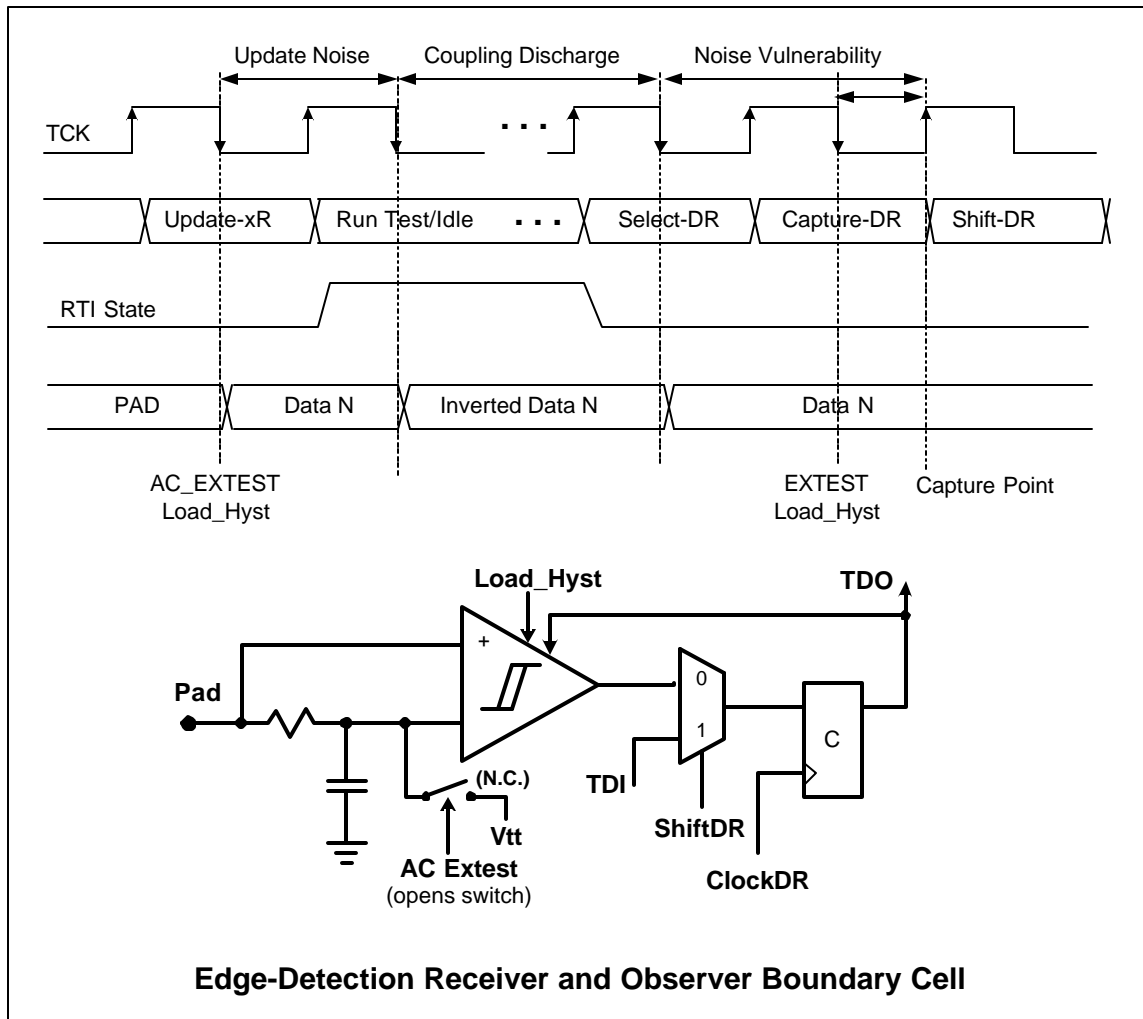 Update Noise Coupling Discharge Noise Vulnerability
TCK
. . .
Update-xR Run Test/Idle . . . Select-DR Capture-DR Shift-DR
RTI State
PAD Data N Inverted Data N Data N
AC_EXTEST
Load_Hyst
EXTEST
Load_Hyst
Capture Point
Load_Hyst
TDO
+
Pad
0
1
C
(N.C.)
TDI
Vtt
ShiftDR
AC Extest
(opens switch)
ClockDR
Edge-Detection Receiver and Observer Boundary Cell